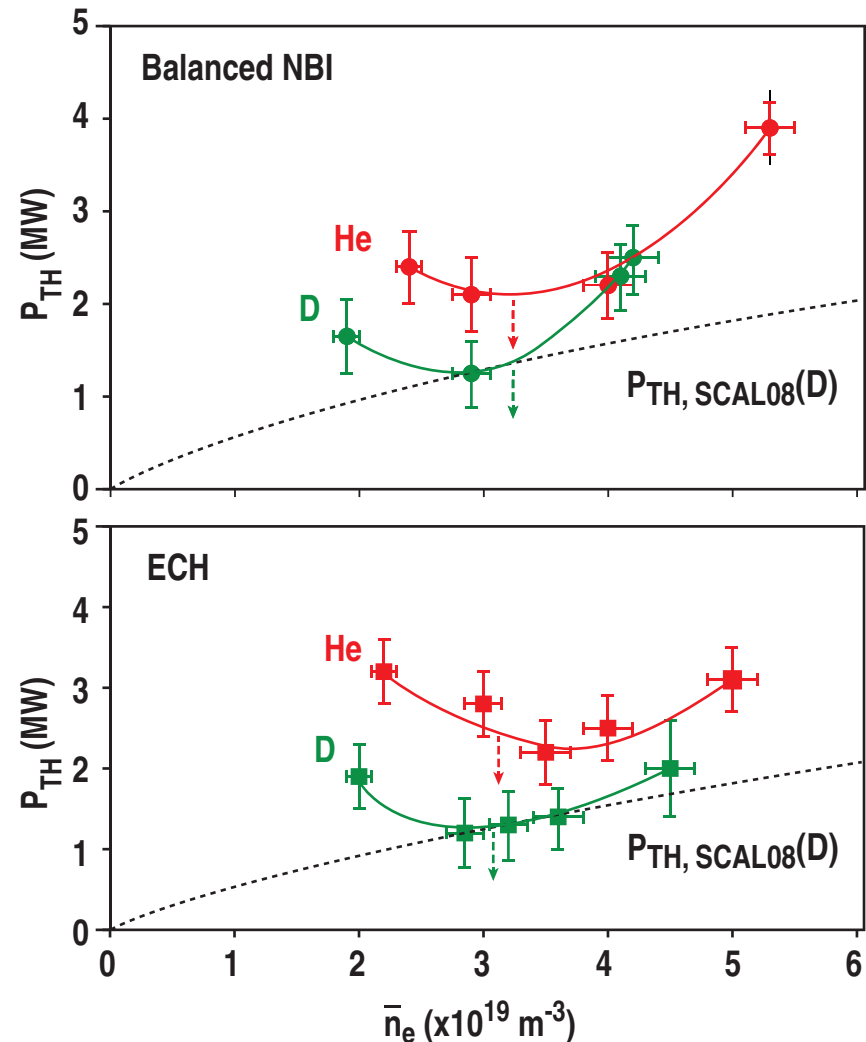 5
Balanced NBI
4
3
P_TH (MW)
He
2
D
1
P_TH, SCAL08(D)
0
5
ECH
4
He
3
P_TH (MW)
D
2
1
P_TH, SCAL08(D)
0
0 1 2 3 4 5 6
n̄_e (x10^19 m^-3)